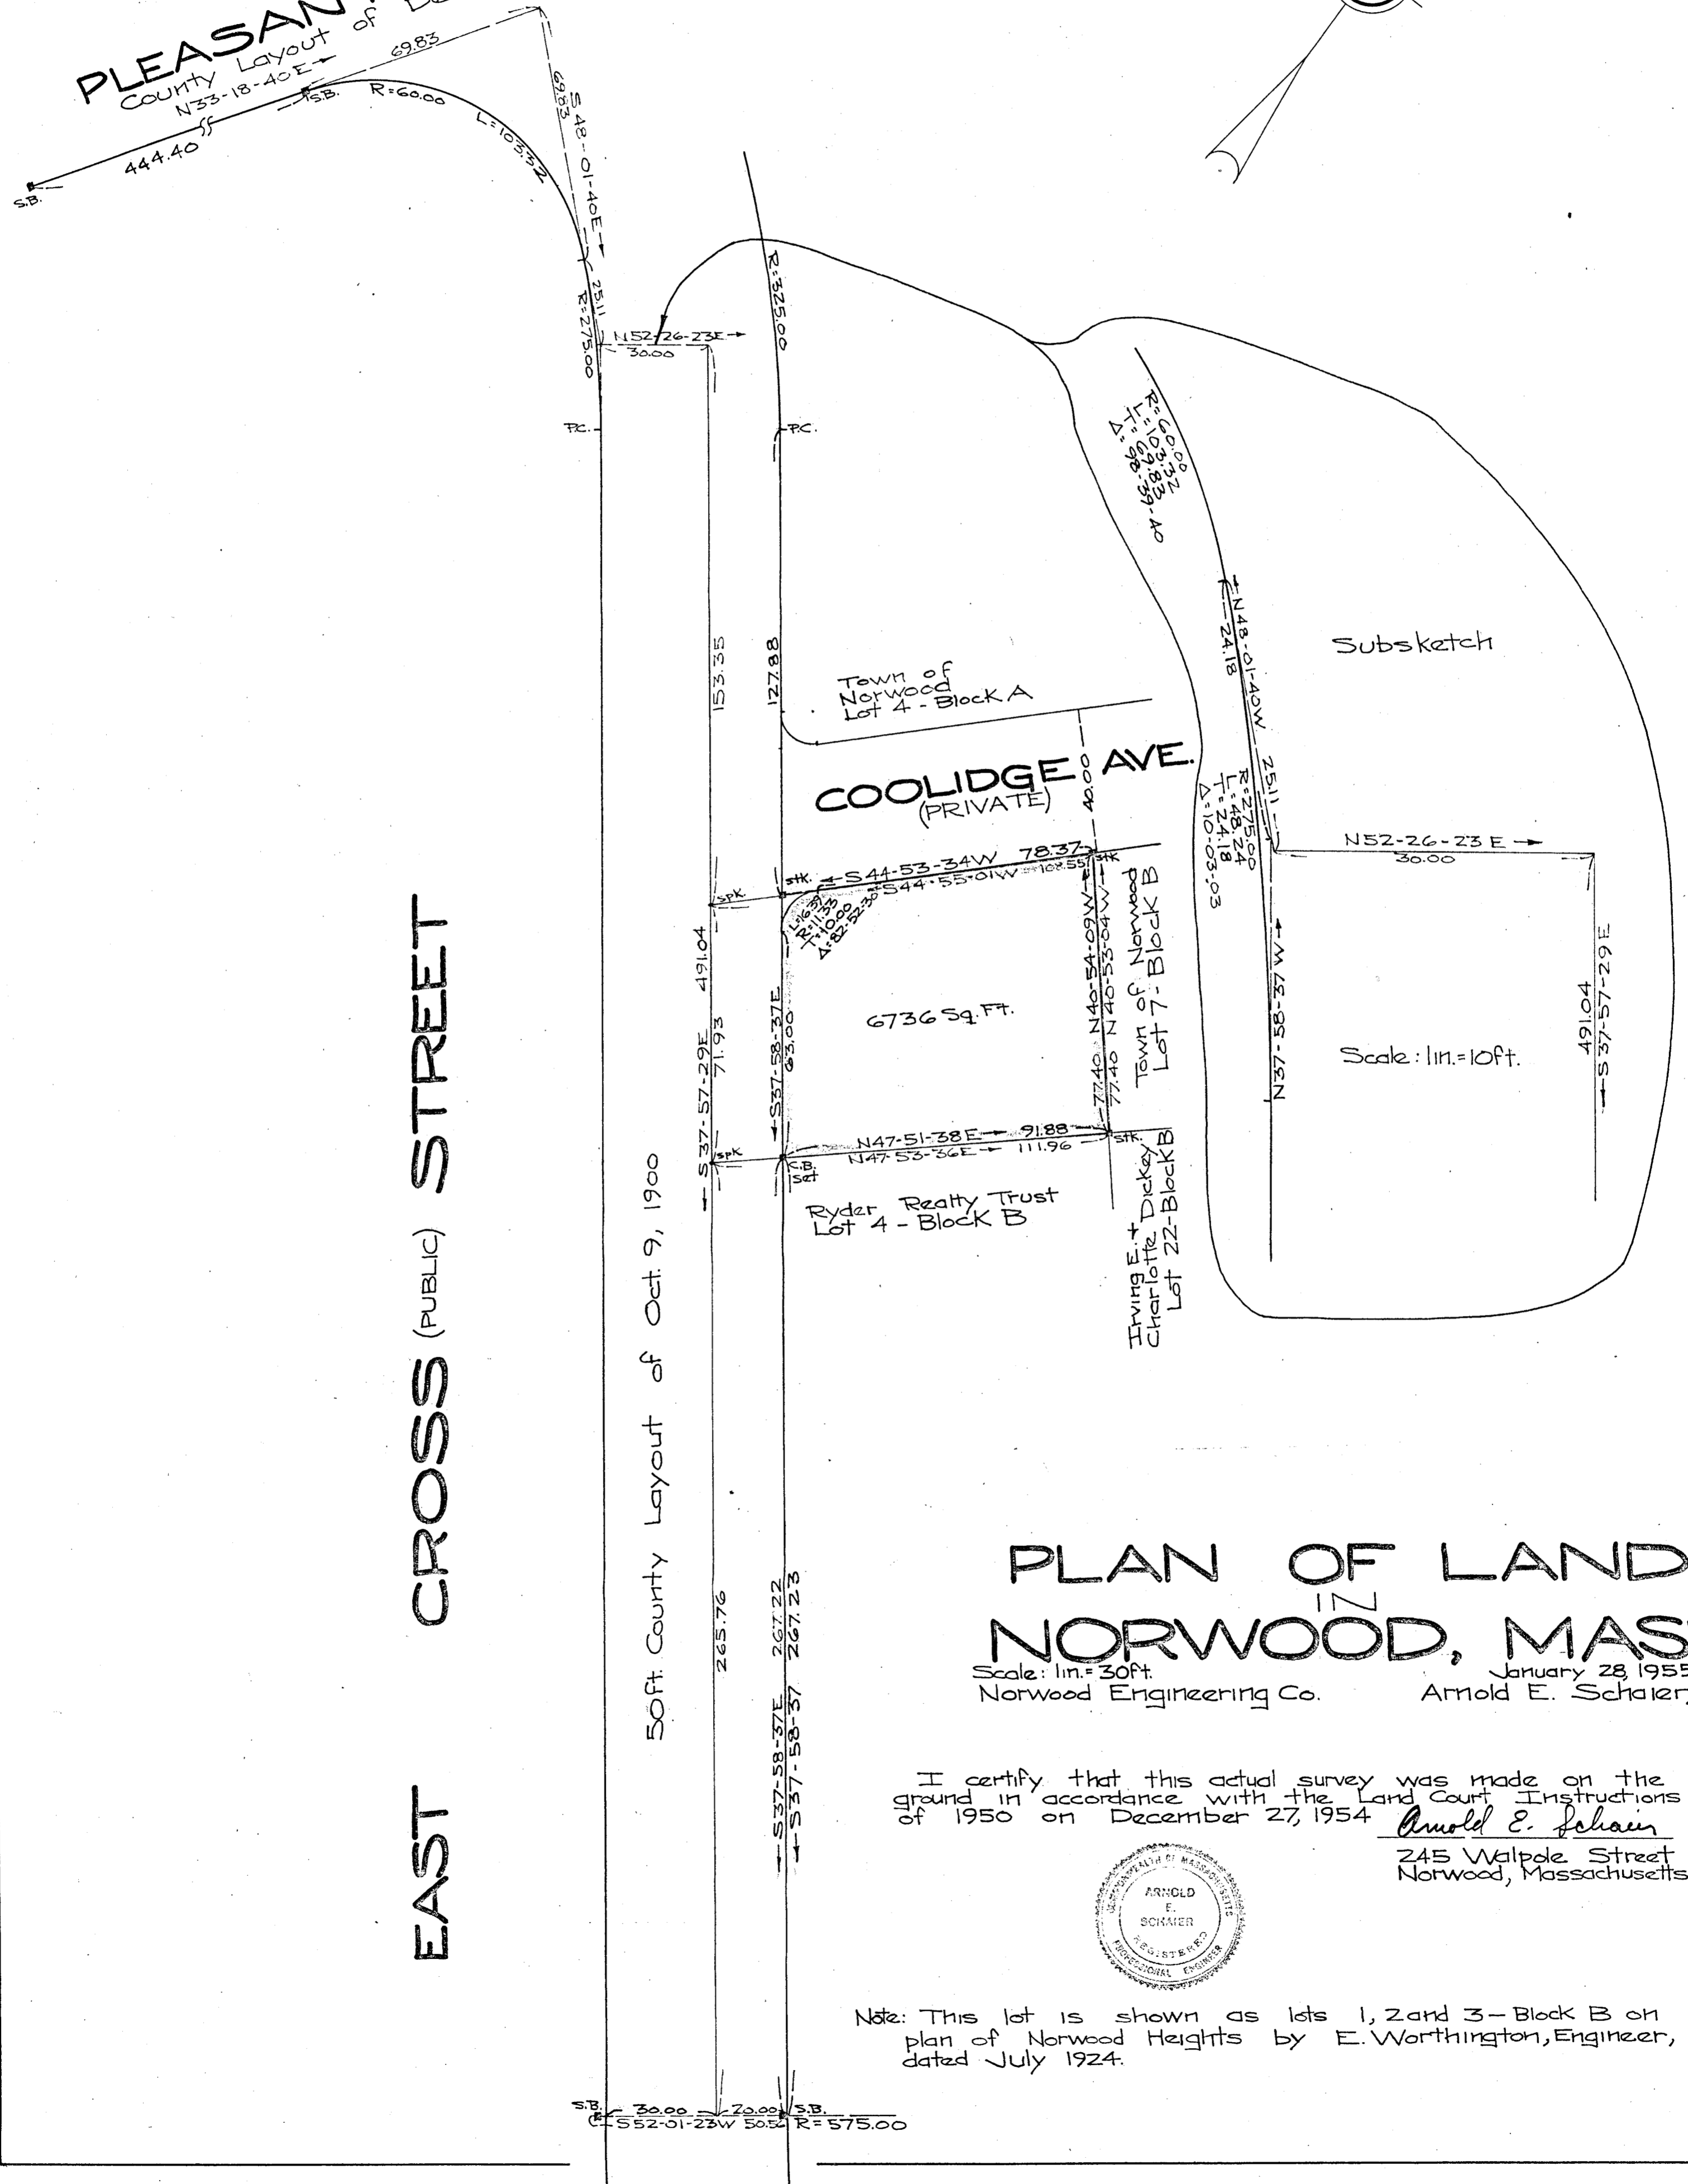 PLEASAN
County Layout of
N33-18-40E
69.83
S.B.
R=60.00
L=103.32
444.40
S.B.
69.83
S48-01-40E
25.11
R=275.00
N52-26-23E
30.00
R=325.00
P.C.
P.C.
153.35
127.88
Town of
Norwood
Lot 4 - Block A
COOLIDGE AVE.
(PRIVATE)
40.00
S44-53-34W 78.37
S44-55-01W 108.55
stk.
stk
spk.
L=16.39
R=11.33
T=10.00
Δ=82-52-30
S37-57-29E 491.04
71.93
S37-58-37E
63.00
6736 Sq.Ft.
77.40 N40-54-09W
77.40 N40-53-04W
Town of Norwood
Lot 7 - Block B
N47-51-38E 91.88
N47-53-36E 111.96
spk
C.B.
set
stk.
Ryder Realty Trust
Lot 4 - Block B
Irving E. +
Charlotte Dickey
Lot 22-Block B
EAST CROSS (PUBLIC) STREET
50ft. County Layout of Oct. 9, 1900
265.76
S37-58-37E 267.22
S37-58-37 267.23
S.B. 30.00 20.00 S.B.
S52-01-23W R=575.00
R=60.00
L=103.32
T=69.83
Δ=98-39-40
N48-01-40W
24.18
25.11
R=275.00
L=48.24
T=24.18
Δ=10-03-03
Subsketch
N52-26-23E
30.00
N37-58-37W
491.04
S37-57-29E
Scale: 1in.=10ft.
PLAN OF LAND
IN
NORWOOD, MAS
Scale: 1in.=30ft. January 28, 1955
Norwood Engineering Co. Arnold E. Schaier,
I certify that this actual survey was made on the
ground in accordance with the Land Court Instructions
of 1950 on December 27, 1954 Arnold E. Schaier
245 Walpole Street
Norwood, Massachusetts
COMMONWEALTH OF MASSACHUSETTS
ARNOLD
E.
SCHAIER
REGISTERED
PROFESSIONAL ENGINEER
Note: This lot is shown as lots 1, 2 and 3 — Block B on
plan of Norwood Heights by E. Worthington, Engineer,
dated July 1924.